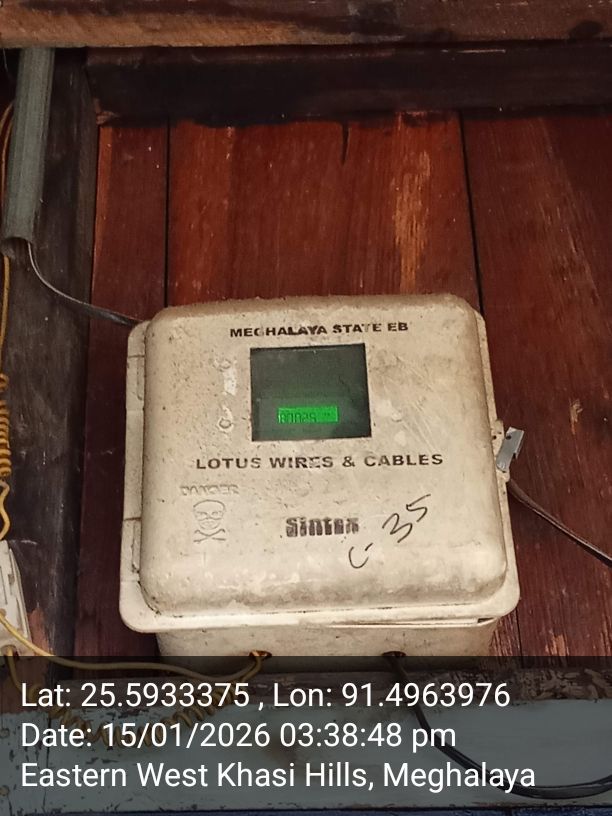 MEGHALAYA STATE EB
LOTUS WIRES & CABLES
DANGER
Sintex
C-35
Lat: 25.5933375 , Lon: 91.4963976
Date: 15/01/2026 03:38:48 pm
Eastern West Khasi Hills, Meghalaya